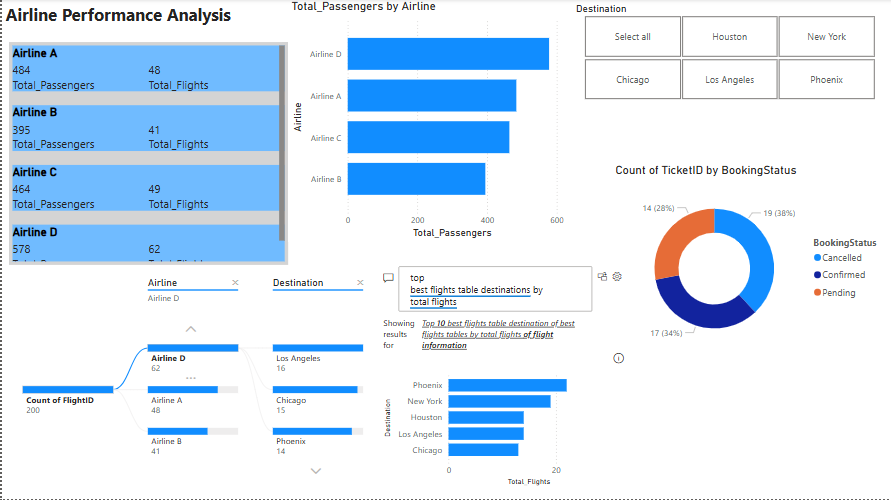 Airline Performance Analysis
Airline A
484 48
Total_Passengers Total_Flights
Airline B
395 41
Total_Passengers Total_Flights
Airline C
464 49
Total_Passengers Total_Flights
Airline D
578 62
Total_Passengers by Airline
Airline
Airline D
Airline A
Airline C
Airline B
0 200 400 600
Total_Passengers
Destination
Select all Houston New York
Chicago Los Angeles Phoenix
Count of TicketID by BookingStatus
14 (28%)
19 (38%)
17 (34%)
BookingStatus
Cancelled
Confirmed
Pending
Airline × Destination ×
Airline D
Count of FlightID
200
Airline D
62
...
Airline A
48
Airline B
41
Los Angeles
16
Chicago
15
Phoenix
14
top
best flights table destinations by
total flights
Showing
results
for
Top 10 best flights table destination of best
flights tables by total flights of flight
information
Destination
Phoenix
New York
Houston
Los Angeles
Chicago
0 20
Total_Flights